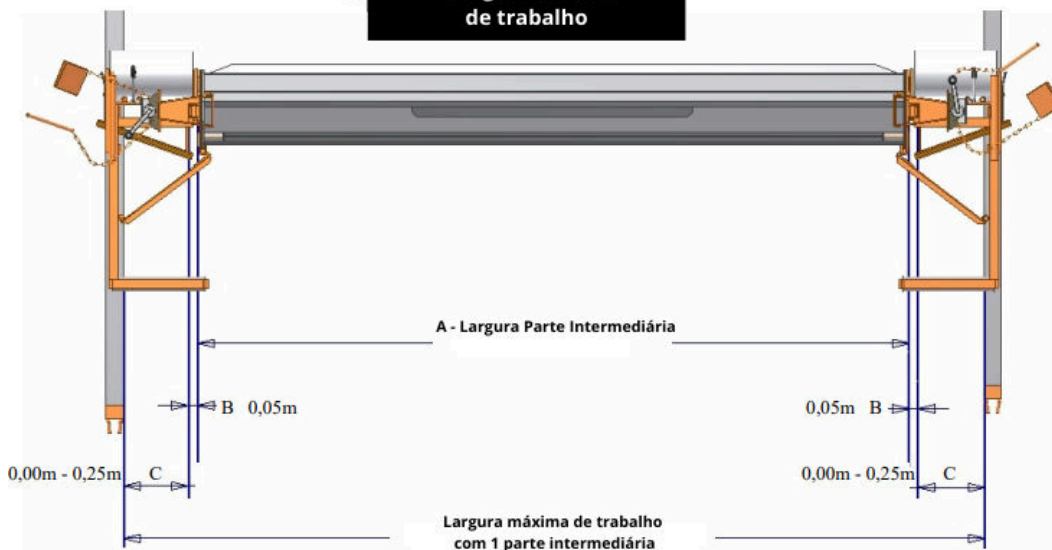 de trabalho
A - Largura Parte Intermediária
B 0,05m
0,05m B
0,00m - 0,25m C
0,00m - 0,25m C
Largura máxima de trabalho
com 1 parte intermediária